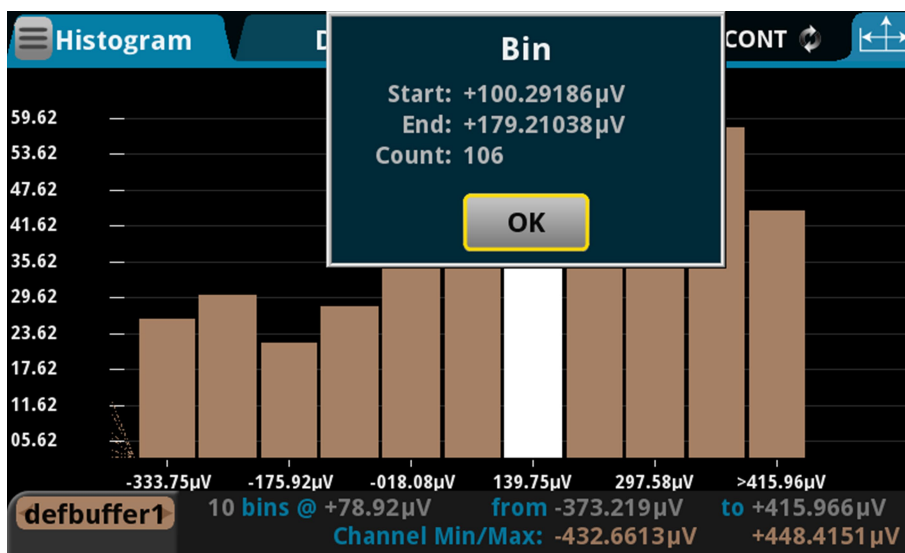 Histogram
D
CONT
Bin
Start: +100.29186µV
End: +179.21038µV
Count: 106
OK
59.62
53.62
47.62
41.62
35.62
29.62
23.62
17.62
11.62
05.62
-333.75µV -175.92µV -018.08µV 139.75µV 297.58µV >415.96µV
defbuffer1
10 bins @ +78.92µV from -373.219µV to +415.966µV
Channel Min/Max: -432.6613µV +448.4151µV